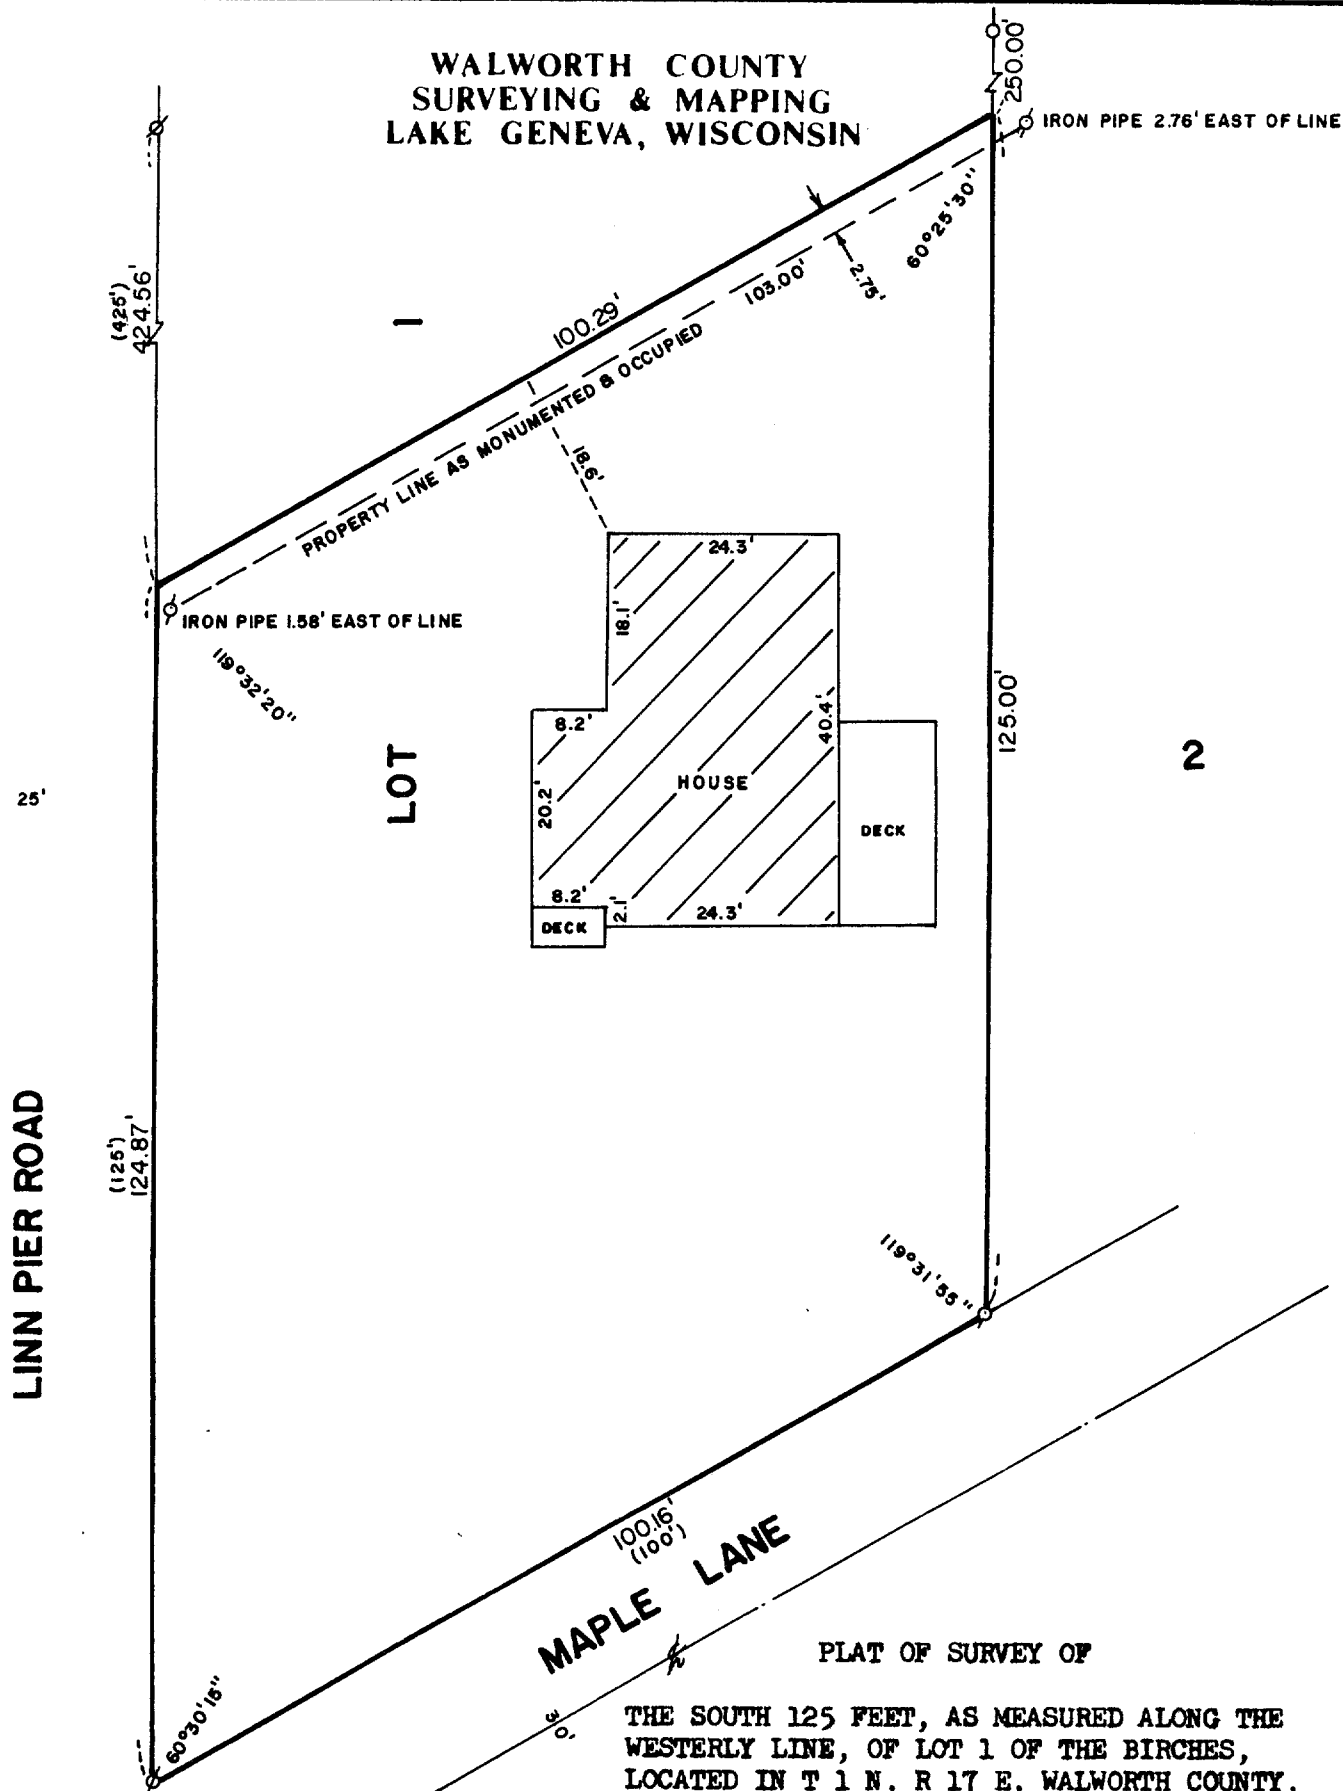 WALWORTH COUNTY
SURVEYING & MAPPING
LAKE GENEVA, WISCONSIN
250.00'
IRON PIPE 2.76' EAST OF LINE
60°25'30"
(425')
424.56'
1
100.29'
103.00'
2.75'
PROPERTY LINE AS MONUMENTED & OCCUPIED
18.6'
24.3'
18.1'
IRON PIPE 1.58' EAST OF LINE
119°32'20"
8.2'
40.4'
125.00'
LOT
2
25'
20.2'
HOUSE
DECK
8.2'
2.1'
24.3'
DECK
LINN PIER ROAD
(125')
124.87'
119°31'55"
100.16'
(100')
MAPLE LANE
60°30'15"
30'
PLAT OF SURVEY OF
THE SOUTH 125 FEET, AS MEASURED ALONG THE
WESTERLY LINE, OF LOT 1 OF THE BIRCHES,
LOCATED IN T 1 N. R 17 E. WALWORTH COUNTY.